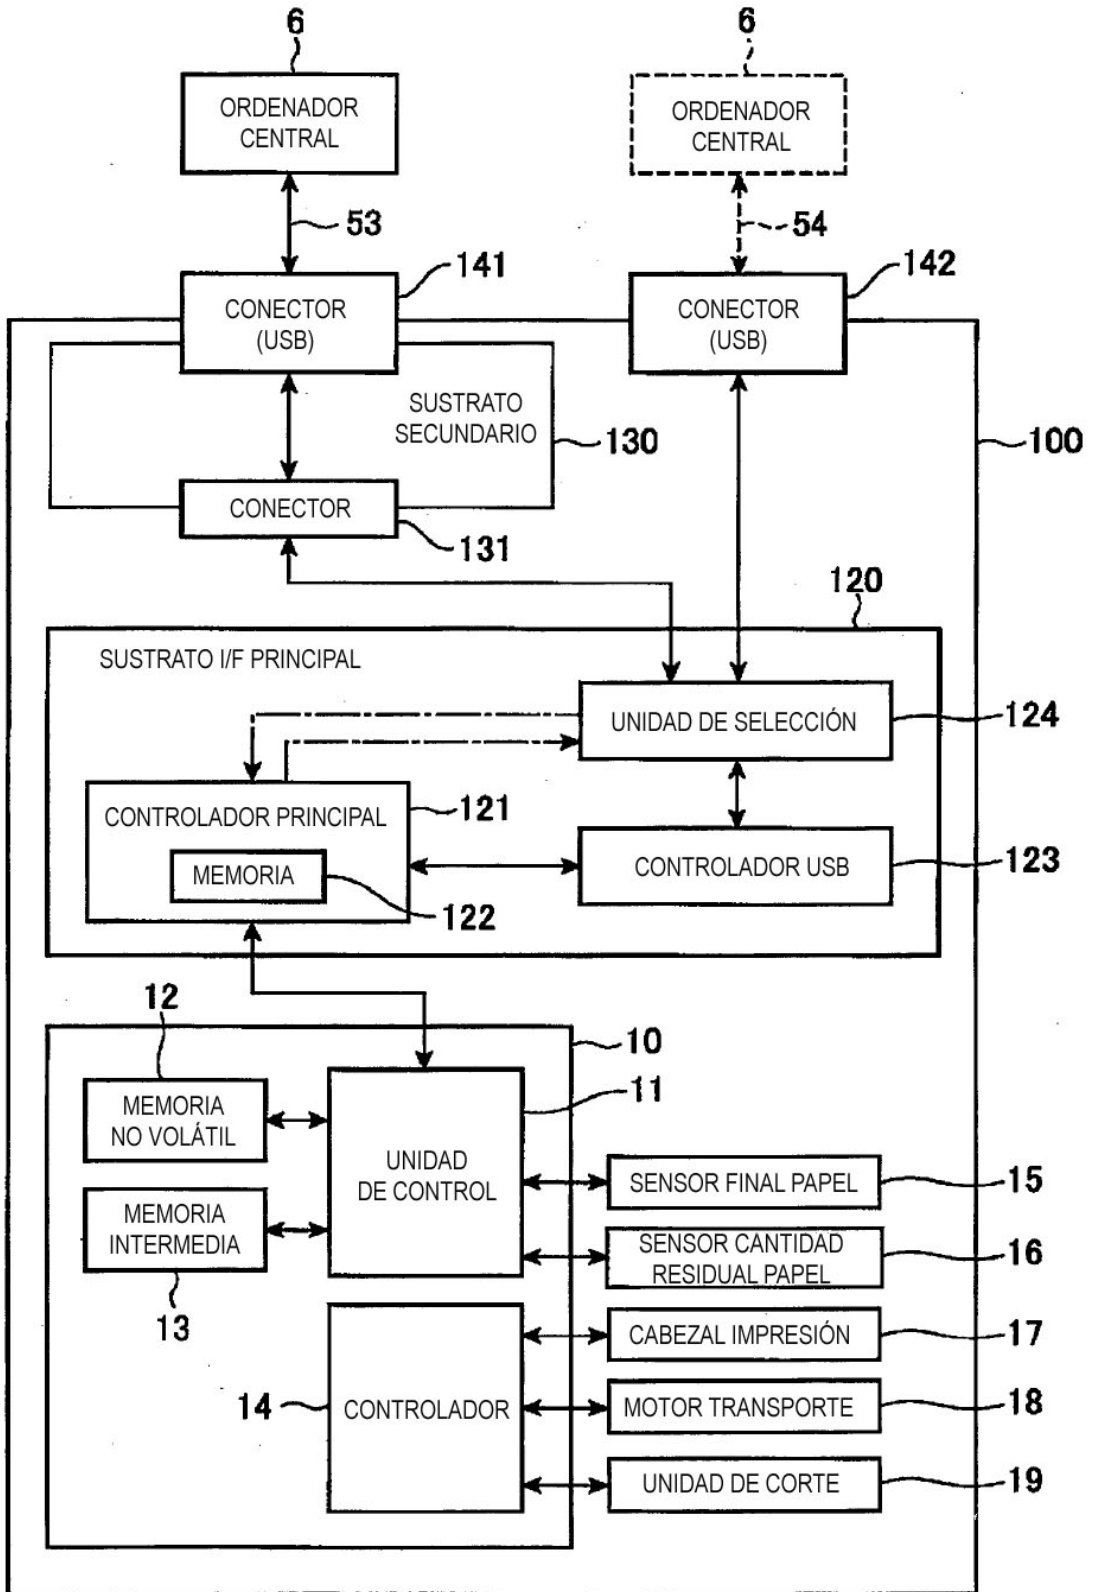 6
6
ORDENADOR
CENTRAL
ORDENADOR
CENTRAL
53
54
141
142
CONECTOR
(USB)
CONECTOR
(USB)
SUSTRATO
SECUNDARIO
130
100
CONECTOR
131
120
SUSTRATO I/F PRINCIPAL
UNIDAD DE SELECCIÓN
124
CONTROLADOR PRINCIPAL
121
MEMORIA
122
CONTROLADOR USB
123
12
10
11
MEMORIA
NO VOLÁTIL
UNIDAD
DE CONTROL
MEMORIA
INTERMEDIA
13
SENSOR FINAL PAPEL
15
SENSOR CANTIDAD
RESIDUAL PAPEL
16
CABEZAL IMPRESIÓN
17
14
CONTROLADOR
MOTOR TRANSPORTE
18
UNIDAD DE CORTE
19